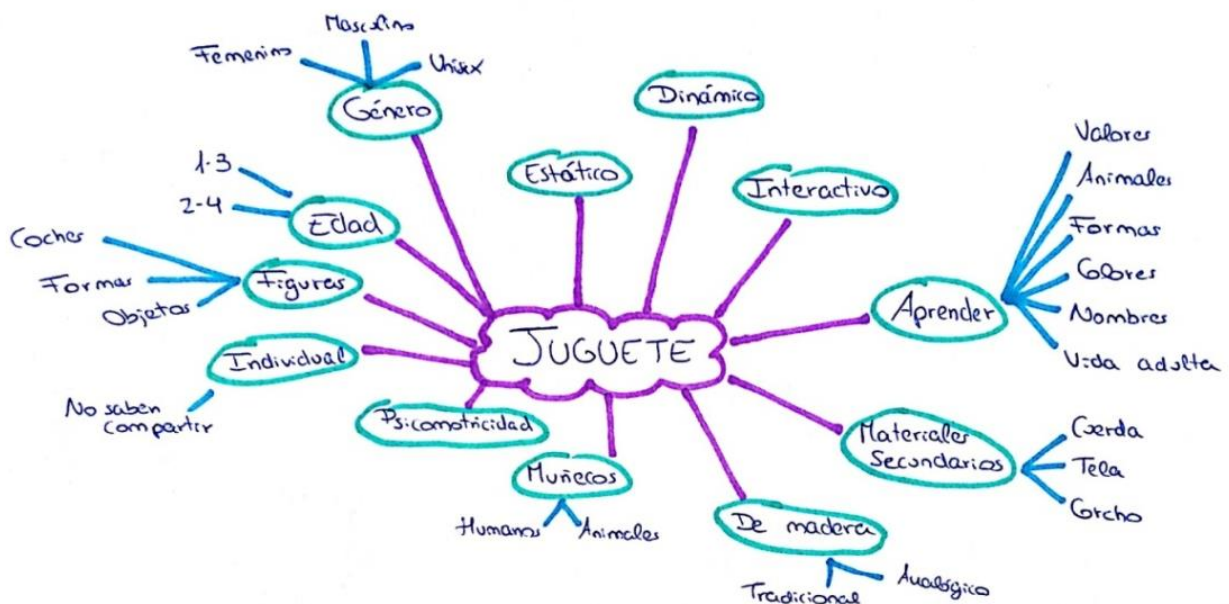 Masculino
Femenino
Unisex
Género
Dinámico
Estático
Interactivo
Valores
Animales
Formas
Colores
Nombres
Vida adulta
Aprender
1-3
2-4
Edad
Coches
Formas
Objetos
Figuras
Individual
No saben
compartir
JUGUETE
Psicomotricidad
Muñecos
Humanos
Animales
Materiales
Secundarios
Cuerda
Tela
Corcho
De madera
Tradicional
Analógico